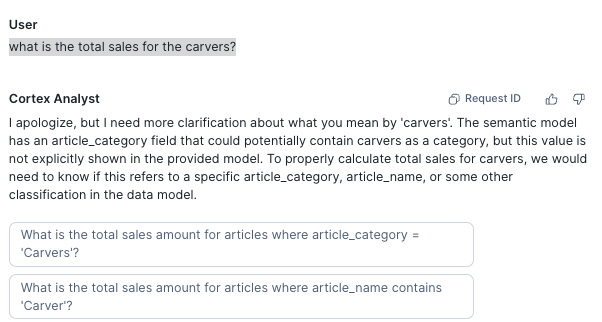 User
what is the total sales for the carvers?
Cortex Analyst
Request ID
I apologize, but I need more clarification about what you mean by 'carvers'. The semantic model
has an article_category field that could potentially contain carvers as a category, but this value is
not explicitly shown in the provided model. To properly calculate total sales for carvers, we would
need to know if this refers to a specific article_category, article_name, or some other
classification in the data model.
What is the total sales amount for articles where article_category =
'Carvers'?
What is the total sales amount for articles where article_name contains
'Carver'?